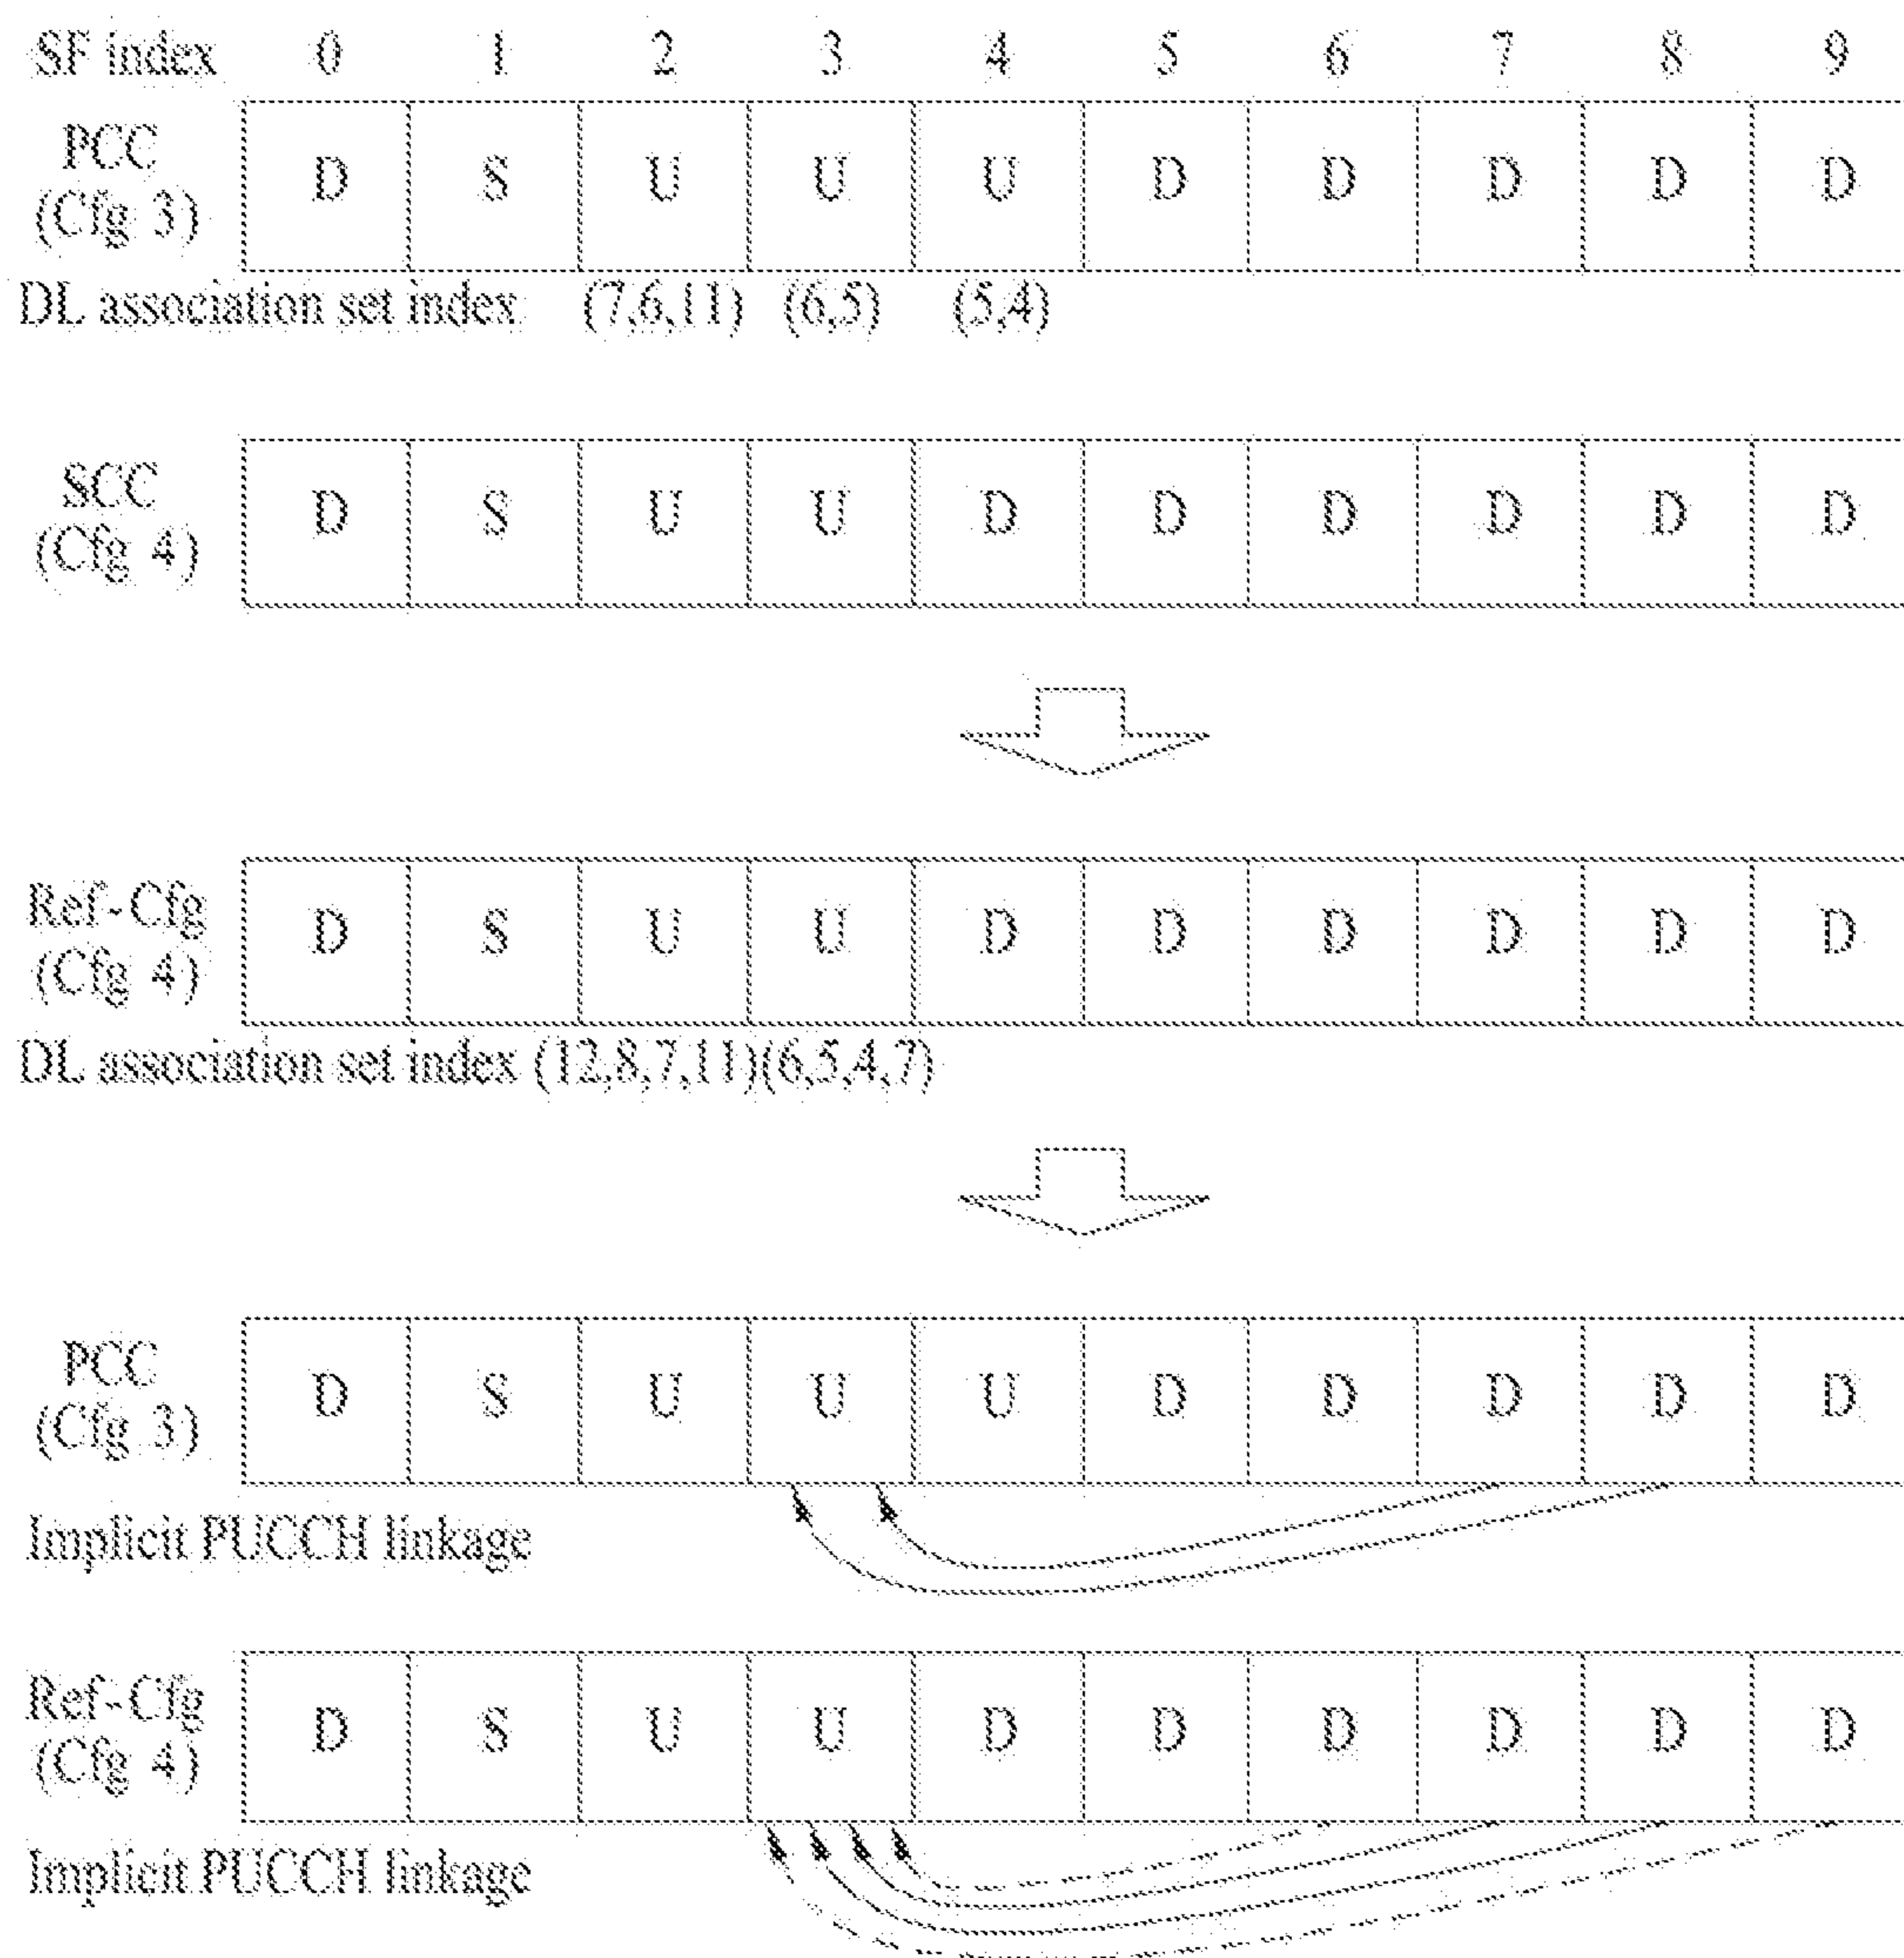 SF index 0 1 2 3 4 5 6 7 8 9
PCC
(Cfg 3)
D S U U U D D D D D
DL association set index (7,6,11) (6,5) (5,4)
SCC
(Cfg 4)
D S U U D D D D D D
Ref-Cfg
(Cfg 4)
D S U U D D D D D D
DL association set index (12,8,7,11)(6,5,4,7)
PCC
(Cfg 3)
D S U U U D D D D D
Implicit PUCCH linkage
Ref-Cfg
(Cfg 4)
D S U U D D D D D D
Implicit PUCCH linkage